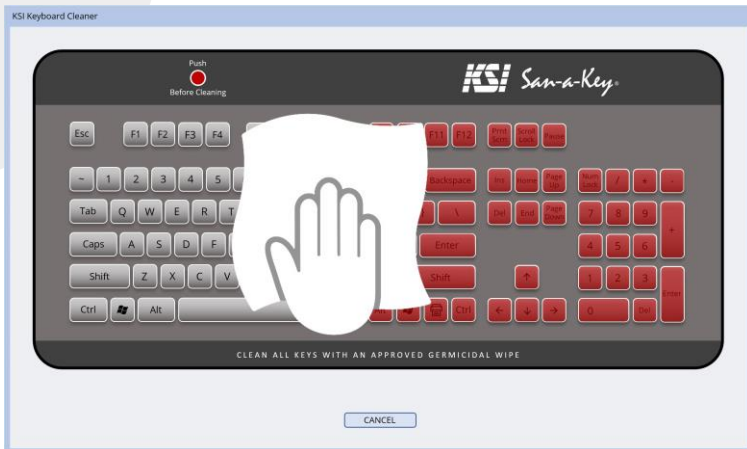 KSI Keyboard Cleaner
Push
Before Cleaning
KSI San-a-Key®
Esc F1 F2 F3 F4 F11 F12 Prnt Scrn Scroll Lock Pause
~ 1 2 3 4 5 Backspace Ins Home Page Up Num Lock / * -
Tab Q W E R T \ Del End Page Down 7 8 9 +
Caps A S D F Enter 4 5 6
Shift Z X C V Shift ↑ 1 2 3 Enter
Ctrl Alt Alt Ctrl ← ↓ → 0 Del
CLEAN ALL KEYS WITH AN APPROVED GERMICIDAL WIPE
CANCEL